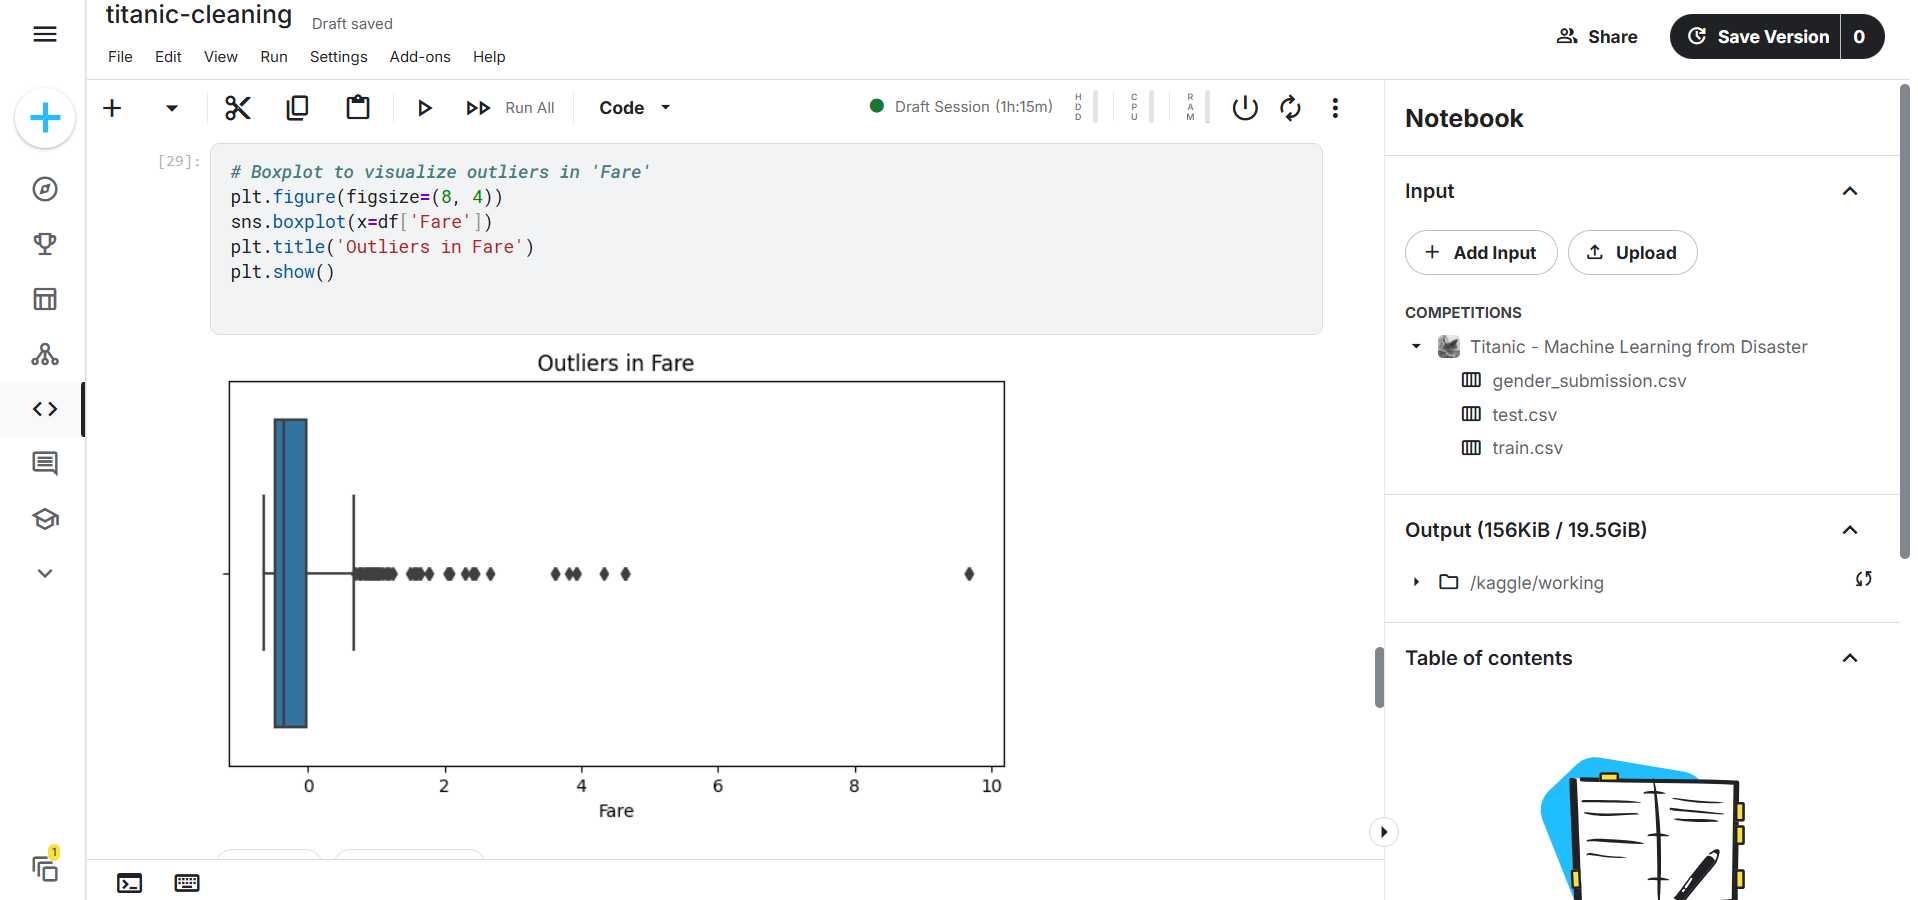 titanic-cleaning
Draft saved
File Edit View Run Settings Add-ons Help
Share
Save Version 0
Run All
Code
Draft Session (1h:15m)
HDD
CPU
RAM
[29]:
# Boxplot to visualize outliers in 'Fare'
plt.figure(figsize=(8, 4))
sns.boxplot(x=df['Fare'])
plt.title('Outliers in Fare')
plt.show()
Outliers in Fare
0 2 4 6 8 10
Fare
1
Notebook
Input
Add Input
Upload
COMPETITIONS
Titanic - Machine Learning from Disaster
gender_submission.csv
test.csv
train.csv
Output (156KiB / 19.5GiB)
/kaggle/working
Table of contents